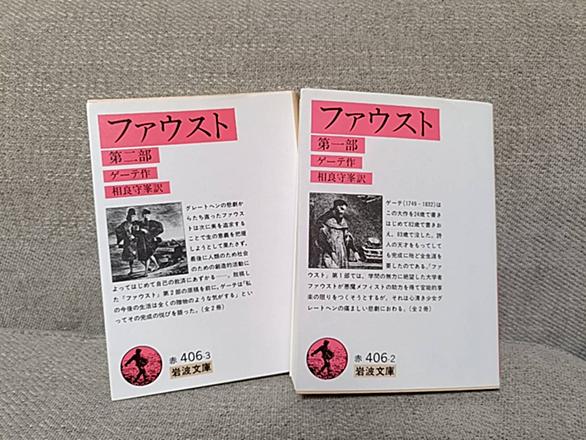 ファウスト
第二部
ゲーテ作
相良守峯訳
グレートヘンの悲劇か
らたち直ったファウス
トは次に美を追求する
ことで生の意義を把握
しようとして果たさず、
最後に人類のため社会
のための創造的活動に
よってはじめて自己の救済にあずかる――。脱稿し
た「ファウスト」第2部の原稿を前に、ゲーテは「私
の今後の生活は全くの贈物のような気がする」とい
ってその完成の悦びを語った。(全2冊)
赤 406-3
岩波文庫
ファウスト
第一部
ゲーテ作
相良守峯訳
ゲーテ(1749-1832)は
この大作を24歳で書き
はじめて82歳で書きお
え、83歳で没した。詩
人の天才をもってして
も完成に殆ど全生涯を
要したのである。「フ
ァウスト」第1部では、学問の無力に絶望した大学者
ファウストが悪魔メフィストの助力を得て官能的享
楽の限りをつくそうとするが、それは心清き少女グ
レートヘンの痛ましい悲劇におわる。(全2冊)
赤 406-2
岩波文庫